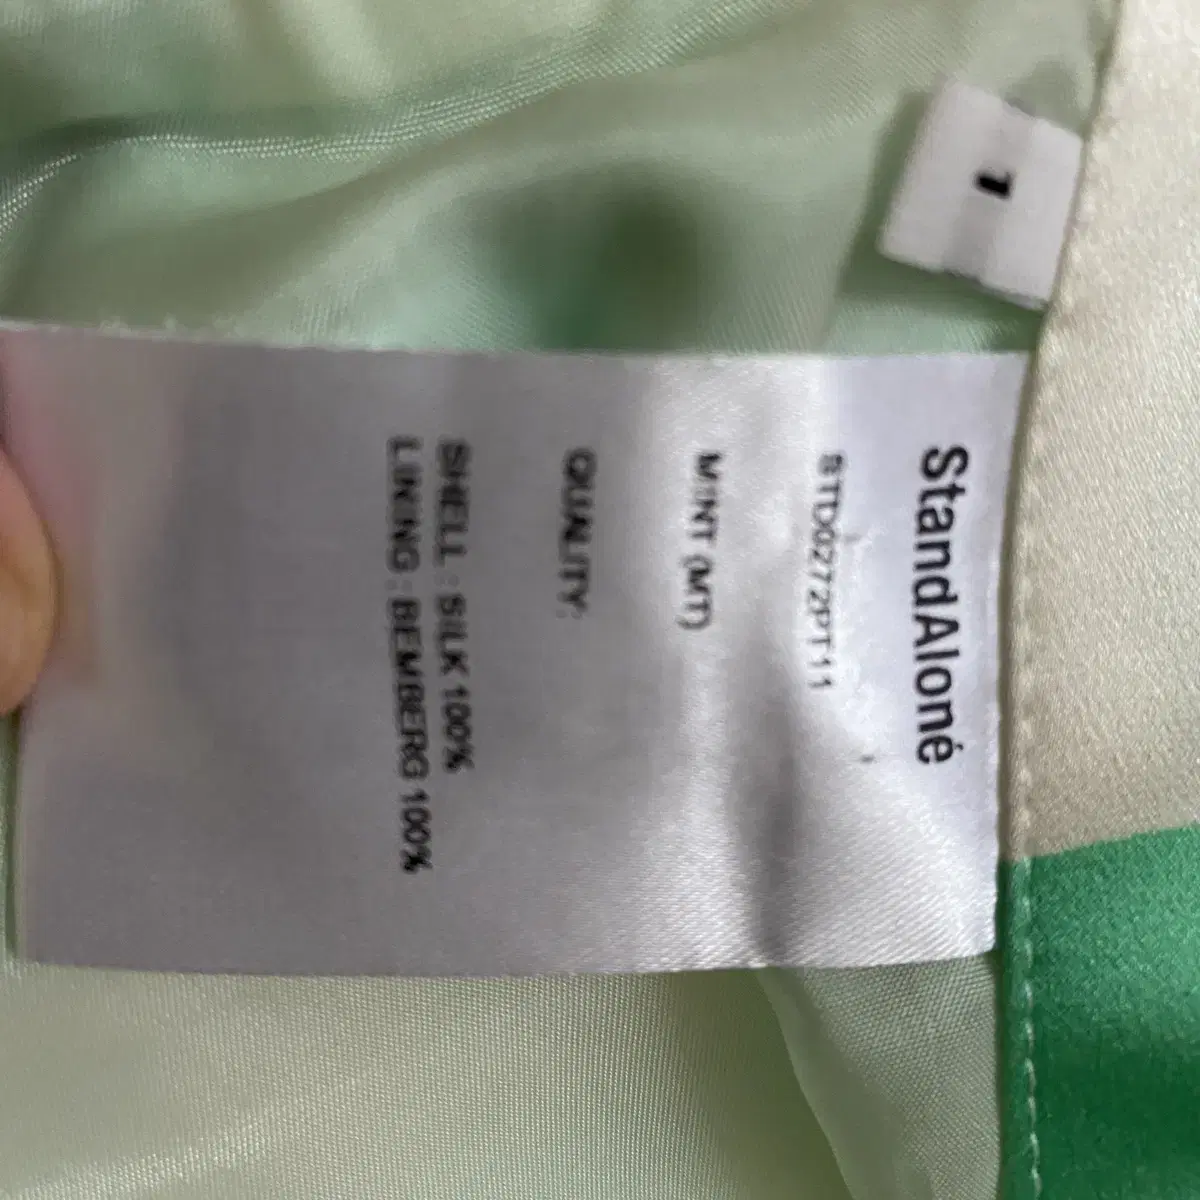 1
StandAloné
STD0272PT11
MINT (MT)
QUALITY:
SHELL : SILK 100%
LINING : BEMBERG 100%